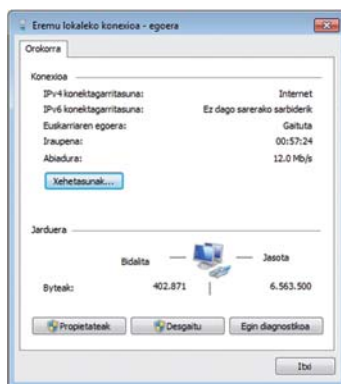 Eremu lokaleko konexioa - egoera
Orokorra
Konexioa
IPv4 konektagarritasuna: Internet
IPv6 konektagarritasuna: Ez dago sarerako sarbiderik
Euskarriaren egoera: Gaituta
Iraupena: 00:57:24
Abiadura: 12.0 Mb/s
Xehetasunak...
Jarduera
Bidalita — Jasota
Byteak: 402.871 | 6.563.500
Propietateak Desgaitu Egin diagnostikoa
Itxi